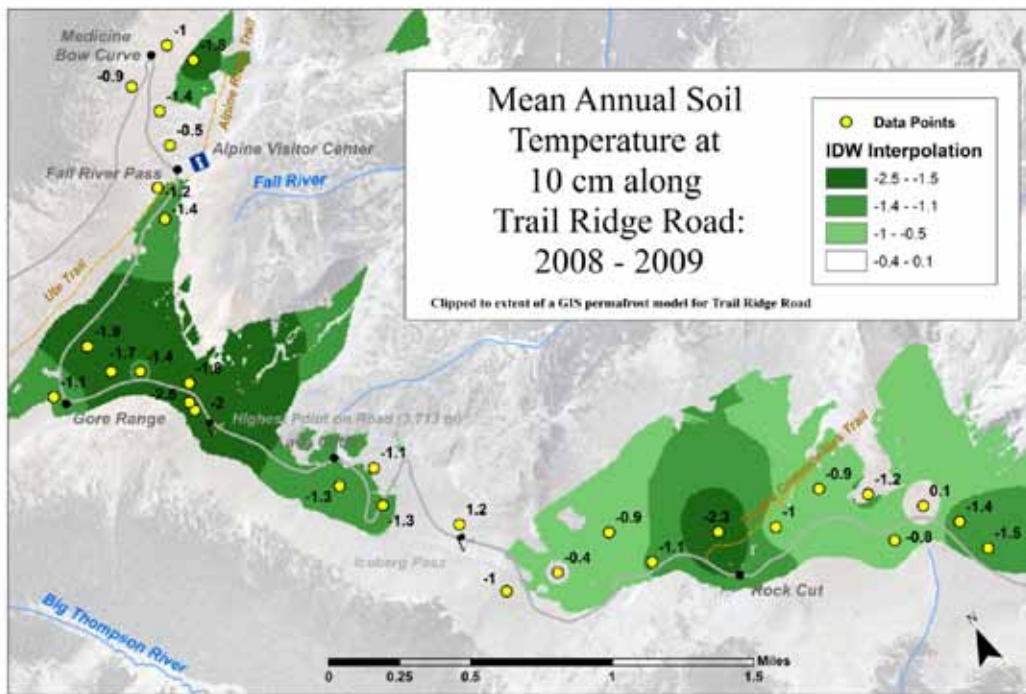 Mean Annual Soil
Temperature at
10 cm along
Trail Ridge Road:
2008 - 2009
Clipped to extent of a GIS permafrost model for Trail Ridge Road
Data Points
IDW Interpolation
-2.5 - -1.5
-1.4 - -1.1
-1 - -0.5
-0.4 - 0.1
Medicine
Bow Curve
-1
-1.8
-0.9
-1.4
-0.5
Alpine Ridge Trail
Alpine Visitor Center
Fall River Pass
Fall River
-1.2
-1.4
Ute Trail
-1.9
-1.7
-1.4
-1.8
-1.1
-2.5
-2
Gore Range
Highest Point on Road (3,713 m)
-1.1
-1.3
-1.3
1.2
Iceberg Pass
-1
-0.4
-0.9
-1.1
-2.3
-1
-0.9
-1.2
0.1
-0.8
-1.4
-1.5
Trail
Rock Cut
Big Thompson
River
N
0
0.25
0.5
1
1.5
Miles